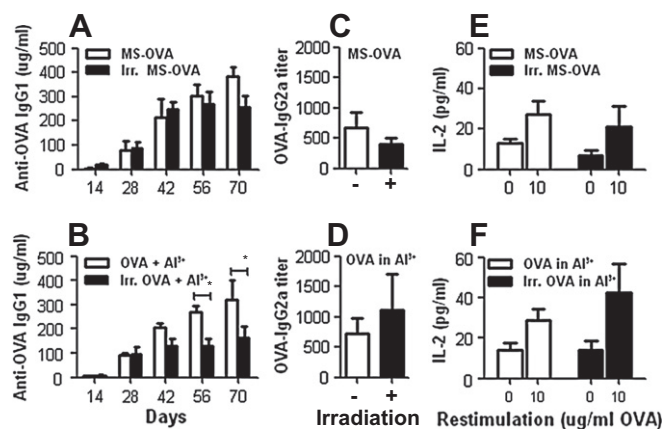 A
Anti-OVA IgG1 (ug/ml)
500
400
300
200
100
0
MS-OVA
Irr. MS-OVA
14 28 42 56 70
C
OVA-IgG2a titer
2000
1500
1000
500
0
MS-OVA
- +
E
IL-2 (pg/ml)
60
40
20
0
MS-OVA
Irr. MS-OVA
0 10 0 10
B
Anti-OVA IgG1 (ug/ml)
500
400
300
200
100
0
OVA + Al³⁺
Irr. OVA + Al³⁺
*
*
14 28 42 56 70
Days
D
OVA-IgG2a titer
2000
1500
1000
500
0
OVA in Al³⁺
- +
Irradiation
F
IL-2 (pg/ml)
60
40
20
0
OVA in Al³⁺
Irr. OVA in Al³⁺
0 10 0 10
Restimulation (ug/ml OVA)